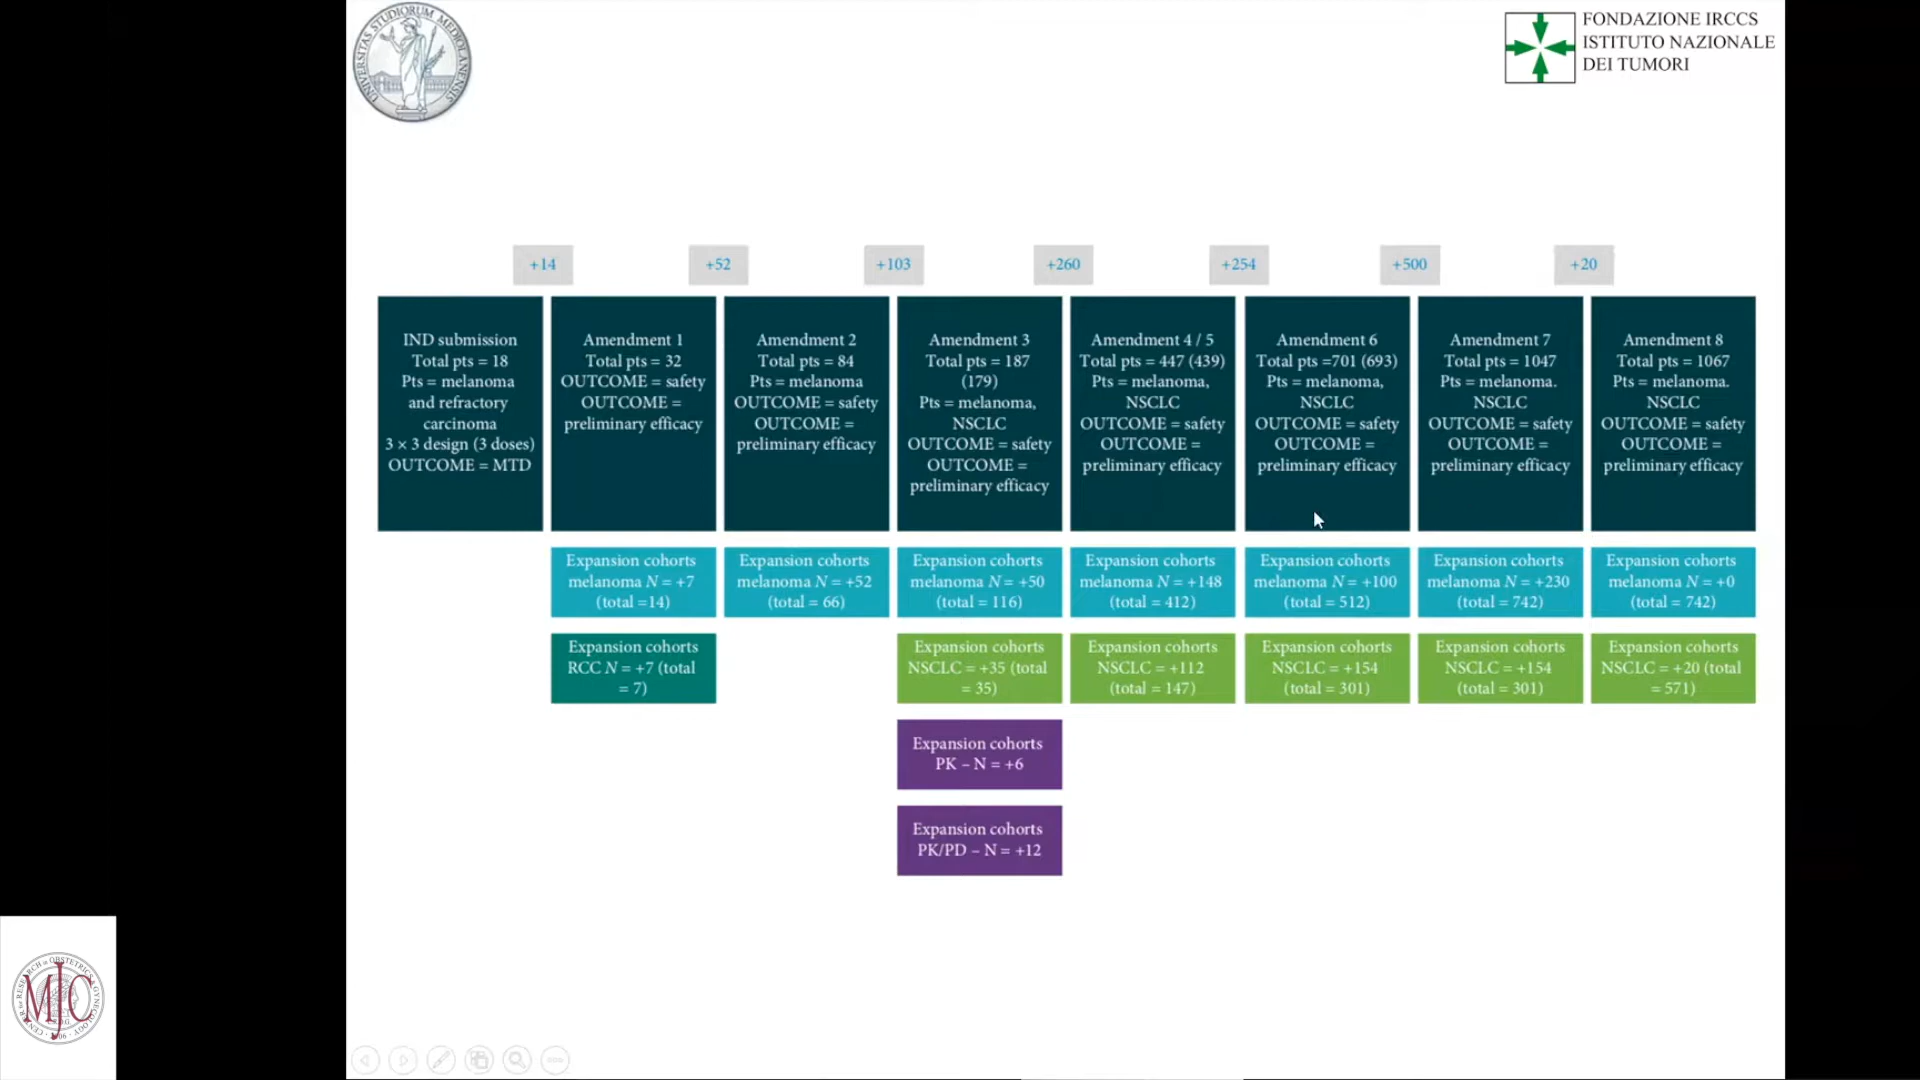 UNIVERSITAS STUDIORUM MEDIOLANENSIS
FONDAZIONE IRCCS
ISTITUTO NAZIONALE
DEI TUMORI
+14
+52
+103
+260
+254
+500
+20
IND submission
Total pts = 18
Pts = melanoma
and refractory
carcinoma
3 × 3 design (3 doses)
OUTCOME = MTD
Amendment 1
Total pts = 32
OUTCOME = safety
OUTCOME =
preliminary efficacy
Amendment 2
Total pts = 84
Pts = melanoma
OUTCOME = safety
OUTCOME =
preliminary efficacy
Amendment 3
Total pts = 187
(179)
Pts = melanoma,
NSCLC
OUTCOME = safety
OUTCOME =
preliminary efficacy
Amendment 4 / 5
Total pts = 447 (439)
Pts = melanoma,
NSCLC
OUTCOME = safety
OUTCOME =
preliminary efficacy
Amendment 6
Total pts =701 (693)
Pts = melanoma,
NSCLC
OUTCOME = safety
OUTCOME =
preliminary efficacy
Amendment 7
Total pts = 1047
Pts = melanoma.
NSCLC
OUTCOME = safety
OUTCOME =
preliminary efficacy
Amendment 8
Total pts = 1067
Pts = melanoma.
NSCLC
OUTCOME = safety
OUTCOME =
preliminary efficacy
Expansion cohorts
melanoma N = +7
(total =14)
Expansion cohorts
melanoma N = +52
(total = 66)
Expansion cohorts
melanoma N = +50
(total = 116)
Expansion cohorts
melanoma N = +148
(total = 412)
Expansion cohorts
melanoma N = +100
(total = 512)
Expansion cohorts
melanoma N = +230
(total = 742)
Expansion cohorts
melanoma N = +0
(total = 742)
Expansion cohorts
RCC N = +7 (total
= 7)
Expansion cohorts
NSCLC = +35 (total
= 35)
Expansion cohorts
NSCLC = +112
(total = 147)
Expansion cohorts
NSCLC = +154
(total = 301)
Expansion cohorts
NSCLC = +154
(total = 301)
Expansion cohorts
NSCLC = +20 (total
= 571)
Expansion cohorts
PK – N = +6
Expansion cohorts
PK/PD – N = +12
CENTER for RESEARCH in OBSTETRICS & GYNECOLOGY
MJC